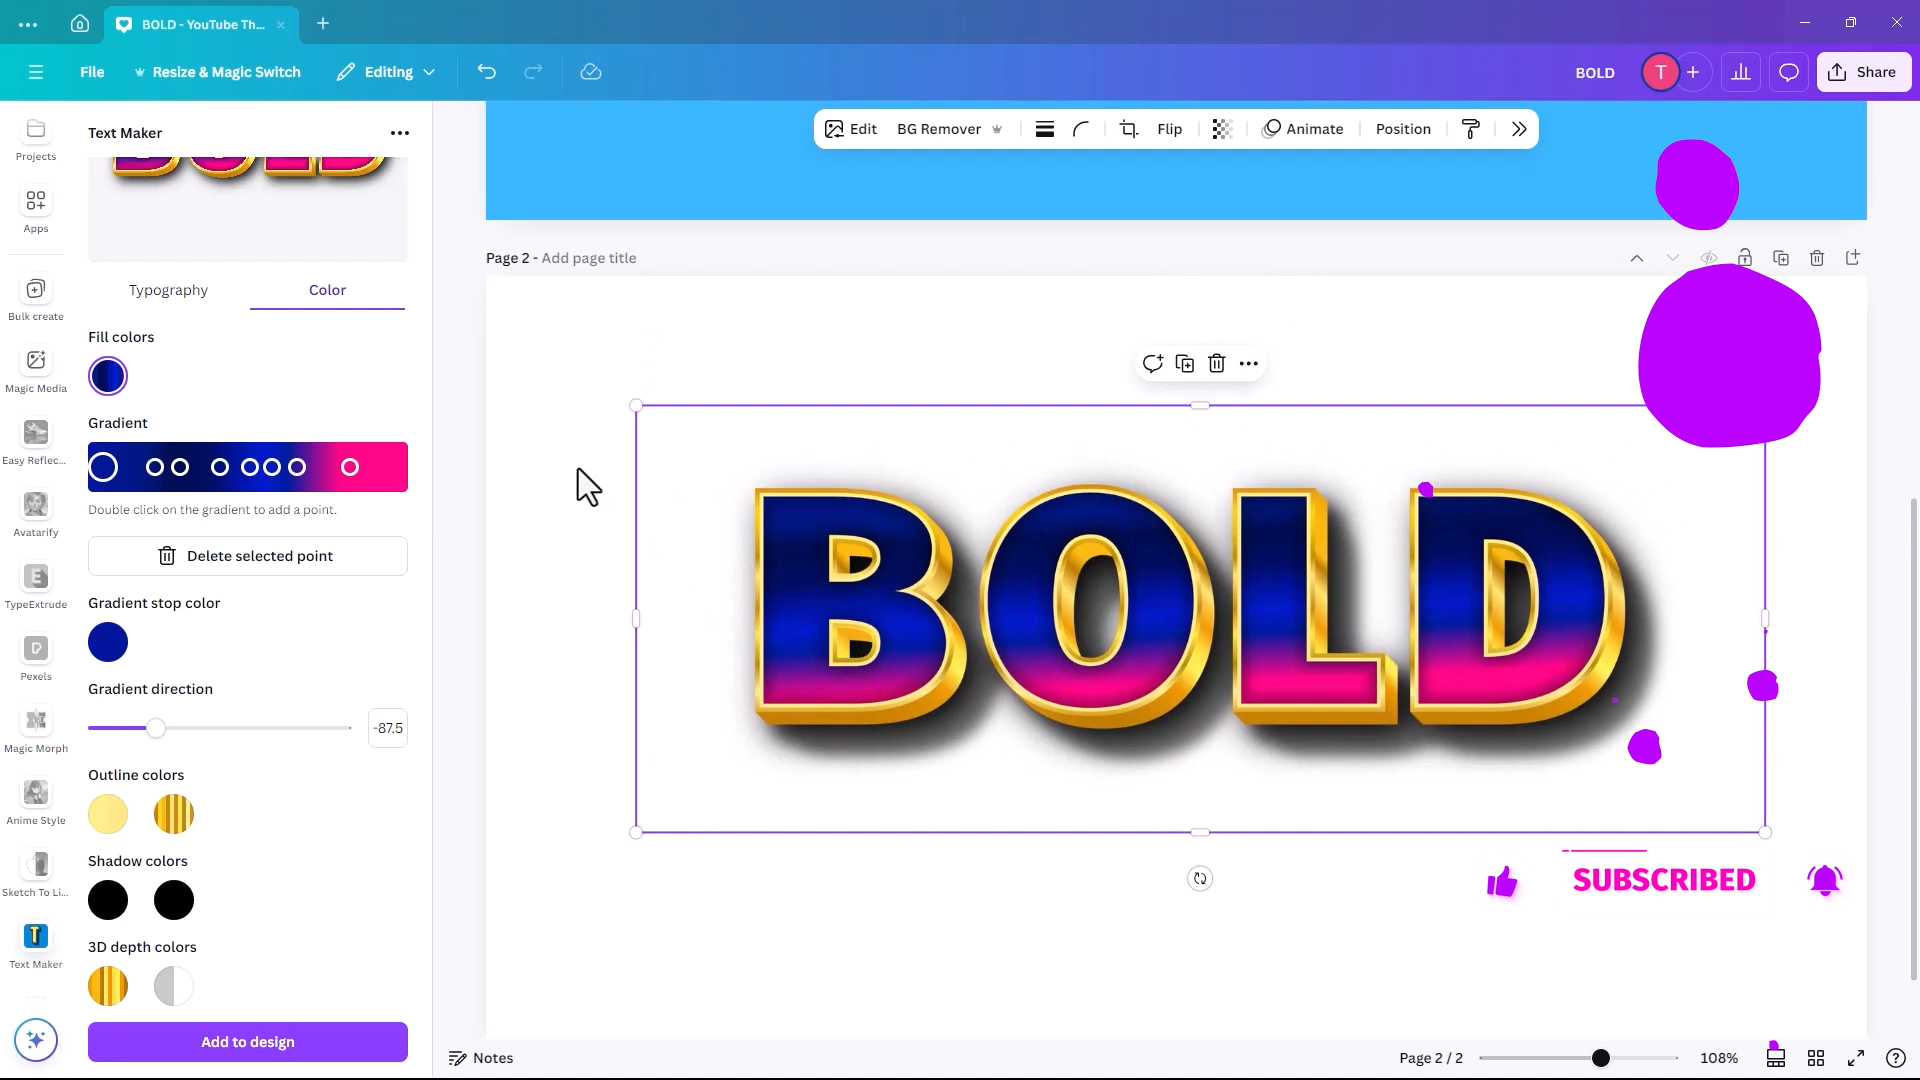 BOLD - YouTube Th...
File
Resize & Magic Switch
Editing
BOLD
T
Share
Projects
Apps
Bulk create
Magic Media
Easy Reflec...
Avatarify
TypeExtrude
Pexels
Magic Morph
Anime Style
Sketch To Li...
Text Maker
Text Maker
BOLD
Typography
Color
Fill colors
Gradient
Double click on the gradient to add a point.
Delete selected point
Gradient stop color
Gradient direction
-87.5
Outline colors
Shadow colors
3D depth colors
Add to design
Edit
BG Remover
Flip
Animate
Position
Page 2 - Add page title
BOLD
SUBSCRIBED
Notes
Page 2 / 2
108%